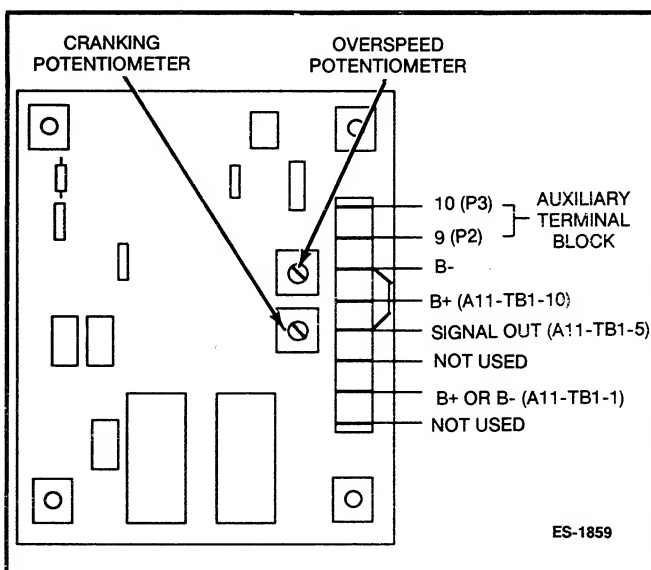 CRANKING
POTENTIOMETER
OVERSPEED
POTENTIOMETER
10 (P3)
9 (P2)
AUXILIARY
TERMINAL
BLOCK
B-
B+ (A11-TB1-10)
SIGNAL OUT (A11-TB1-5)
NOT USED
B+ OR B- (A11-TB1-1)
NOT USED
ES-1859